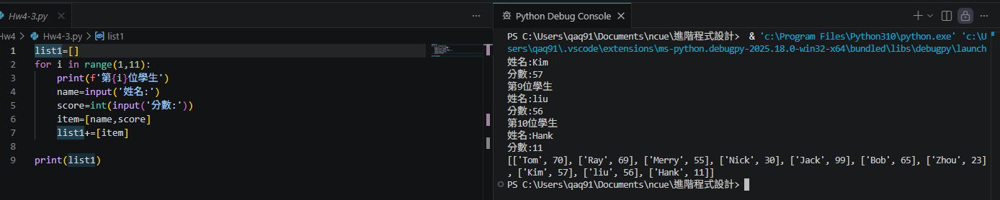 Hw4-3.py
Hw4 > Hw4-3.py > list1
1 list1=[]
2 for i in range(1,11):
3     print(f'第{i}位學生')
4     name=input('姓名:')
5     score=int(input('分數:'))
6     item=[name,score]
7     list1+=[item]
8
9 print(list1)
Python Debug Console
PS C:\Users\qaq91\Documents\ncue\進階程式設計>  & 'c:\Program Files\Python310\python.exe' 'c:\U
sers\qaq91\.vscode\extensions\ms-python.debugpy-2025.18.0-win32-x64\bundled\libs\debugpy\launch
姓名:Kim
分數:57
第9位學生
姓名:liu
分數:56
第10位學生
姓名:Hank
分數:11
[['Tom', 70], ['Ray', 69], ['Merry', 55], ['Nick', 30], ['Jack', 99], ['Bob', 65], ['Zhou', 23]
, ['Kim', 57], ['liu', 56], ['Hank', 11]]
PS C:\Users\qaq91\Documents\ncue\進階程式設計>